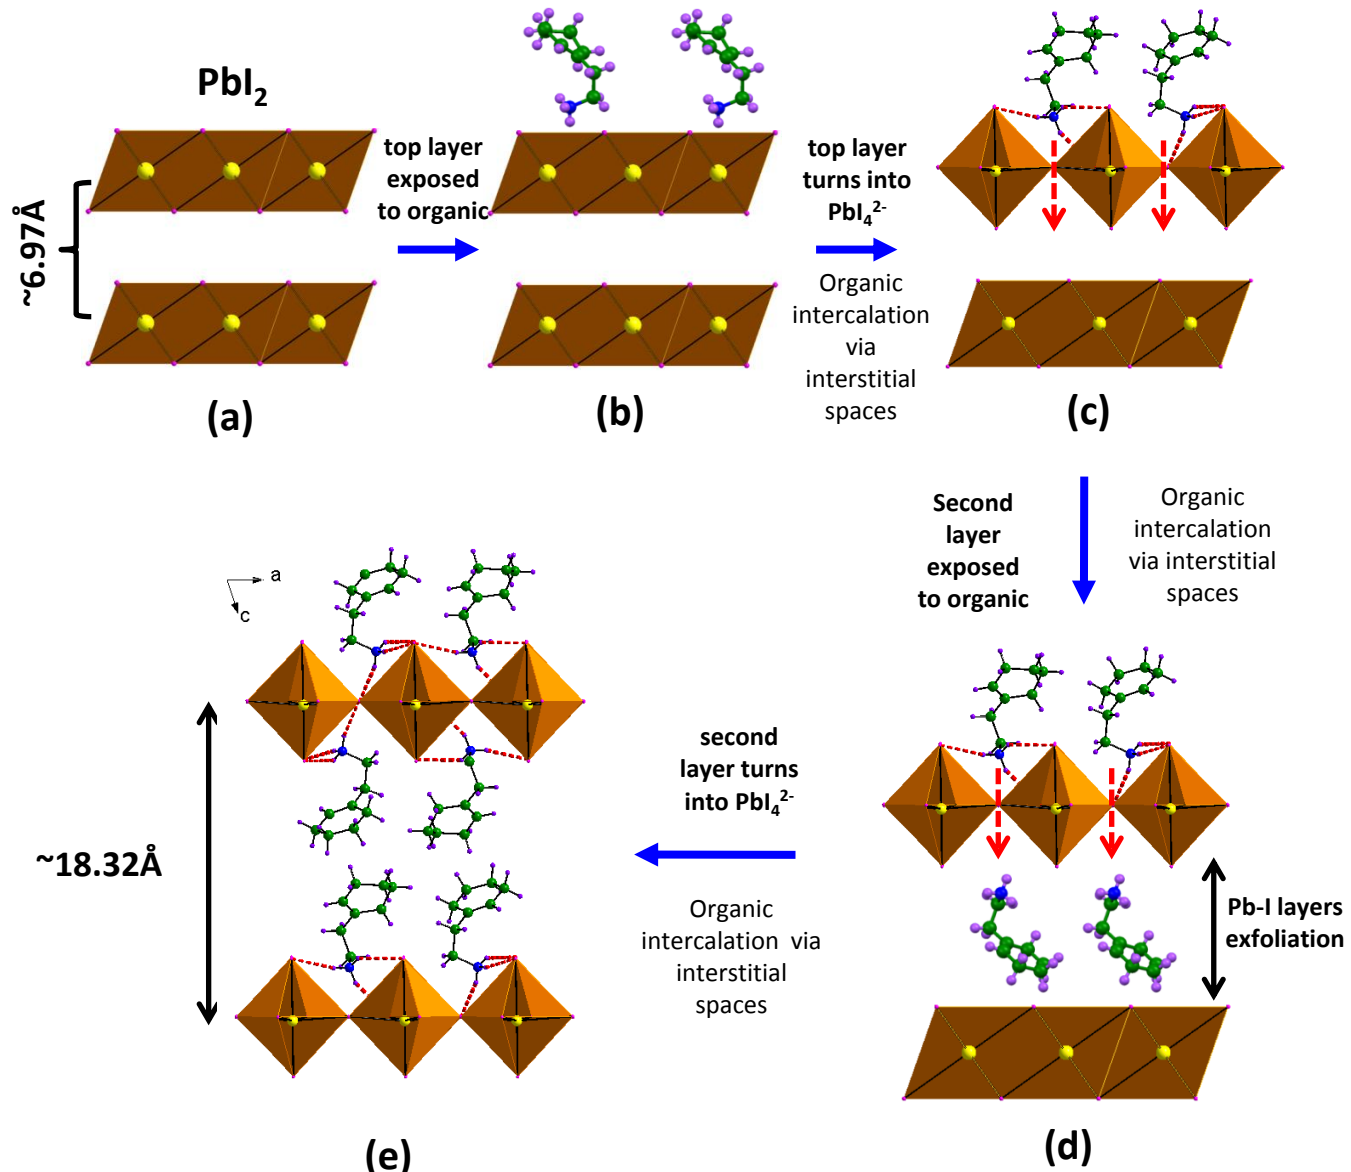 PbI₂
~6.97Å
top layer
exposed
to organic
top layer
turns into
PbI₄²⁻
Organic
intercalation
via
interstitial
spaces
(a)
(b)
(c)
Second
layer
exposed
to organic
Organic
intercalation
via interstitial
spaces
a
c
~18.32Å
second
layer turns
into PbI₄²⁻
Organic
intercalation via
interstitial
spaces
Pb-I layers
exfoliation
(e)
(d)